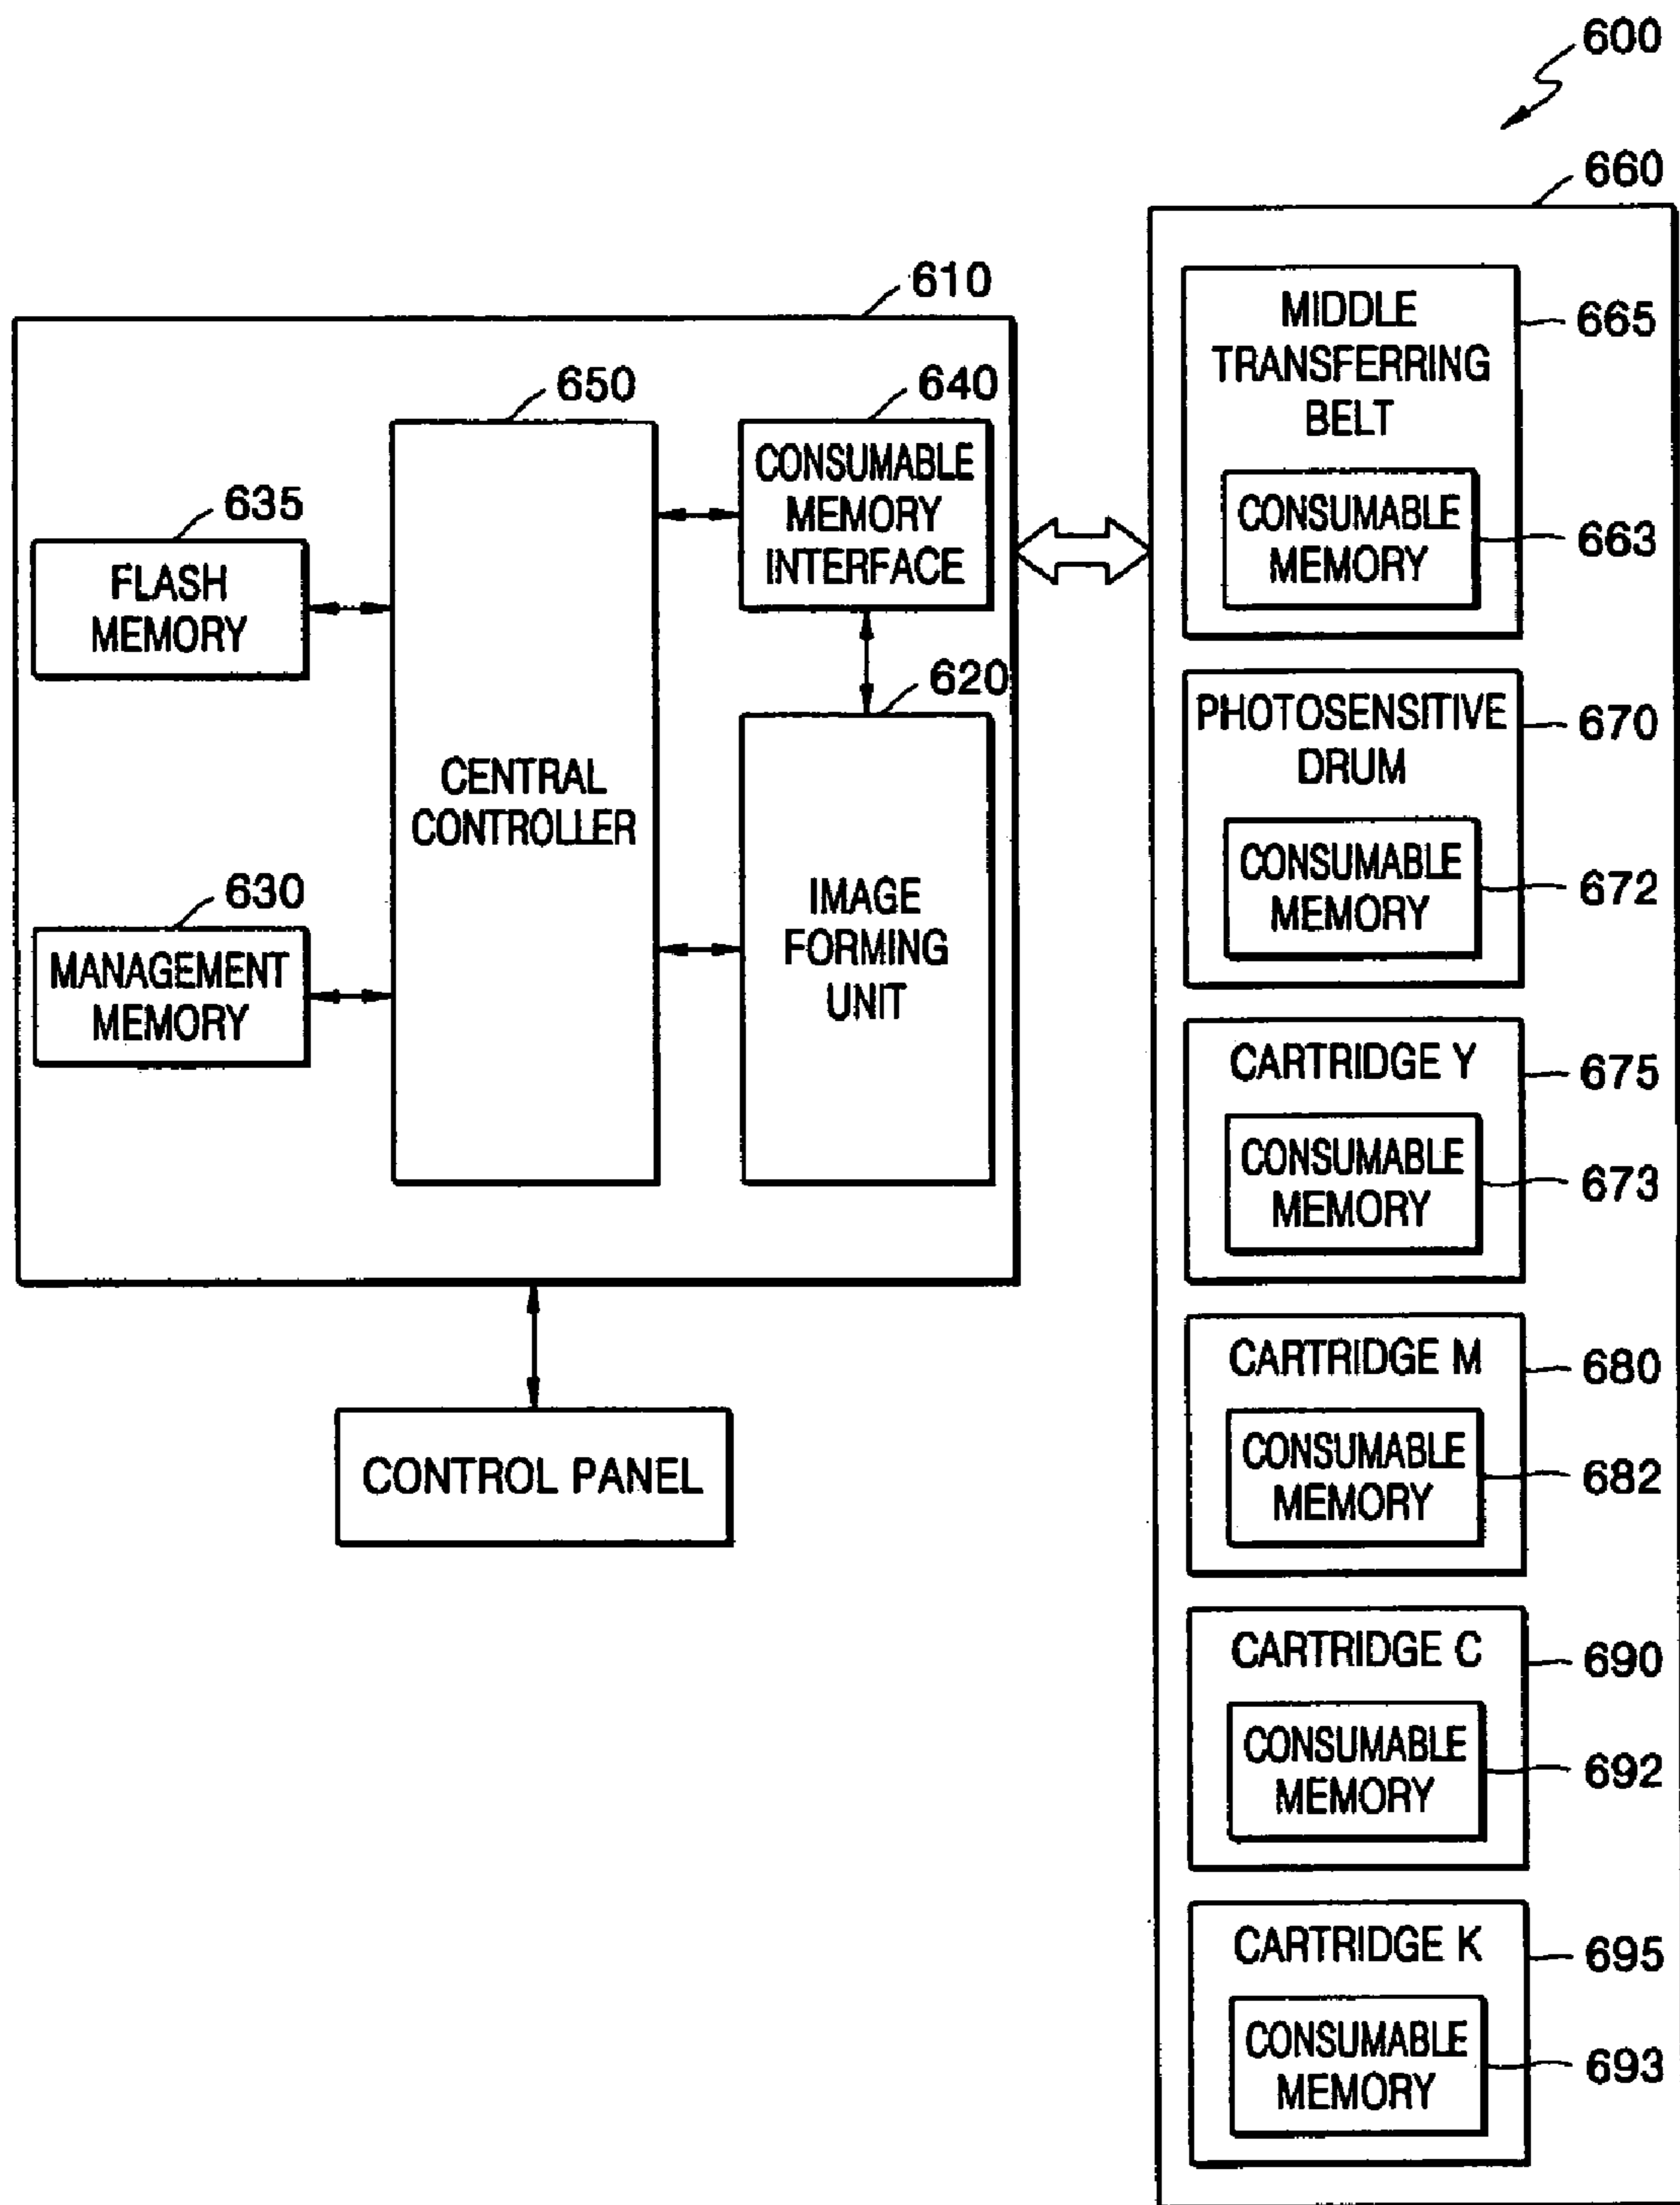 600
660
610
650
640
635
FLASH
MEMORY
630
MANAGEMENT
MEMORY
CENTRAL
CONTROLLER
CONSUMABLE
MEMORY
INTERFACE
620
IMAGE
FORMING
UNIT
CONTROL PANEL
MIDDLE
TRANSFERRING
BELT
665
CONSUMABLE
MEMORY
663
PHOTOSENSITIVE
DRUM
670
CONSUMABLE
MEMORY
672
CARTRIDGE Y
675
CONSUMABLE
MEMORY
673
CARTRIDGE M
680
CONSUMABLE
MEMORY
682
CARTRIDGE C
690
CONSUMABLE
MEMORY
692
CARTRIDGE K
695
CONSUMABLE
MEMORY
693